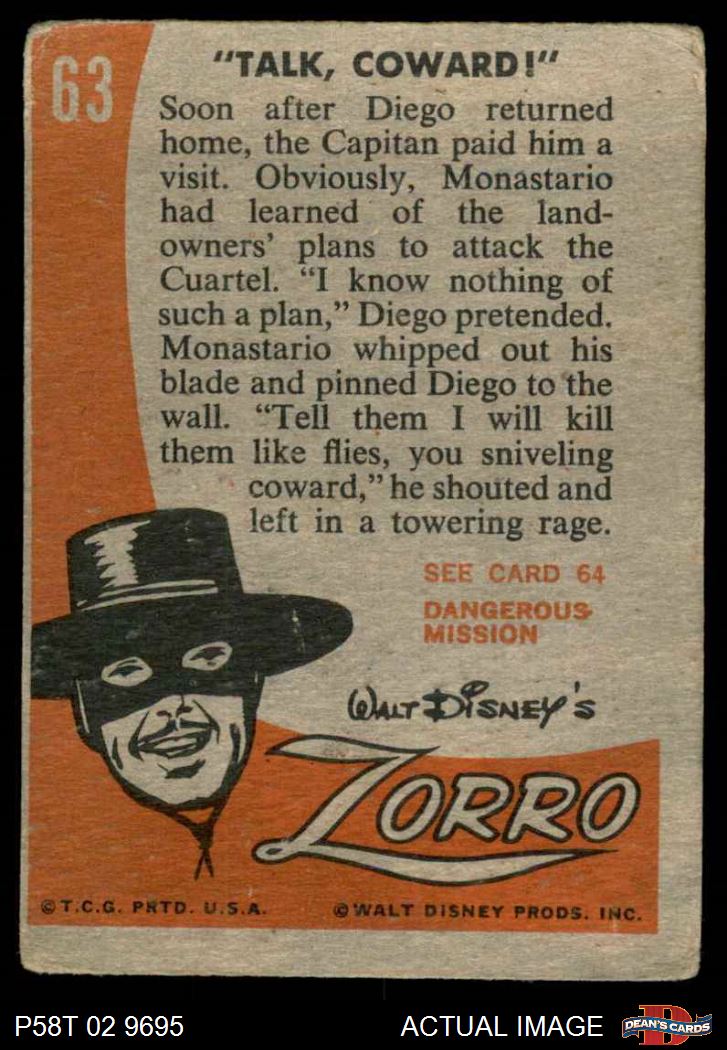 63
"TALK, COWARD!"
Soon after Diego returned
home, the Capitan paid him a
visit. Obviously, Monastario
had learned of the land-
owners' plans to attack the
Cuartel. "I know nothing of
such a plan," Diego pretended.
Monastario whipped out his
blade and pinned Diego to the
wall. "Tell them I will kill
them like flies, you sniveling
coward," he shouted and
left in a towering rage.
SEE CARD 64
DANGEROUS
MISSION
WALT DISNEY'S
ZORRO
©T.C.G. PRTD. U.S.A.
©WALT DISNEY PRODS. INC.
P58T 02 9695
ACTUAL IMAGE
D
DEAN'S CARDS